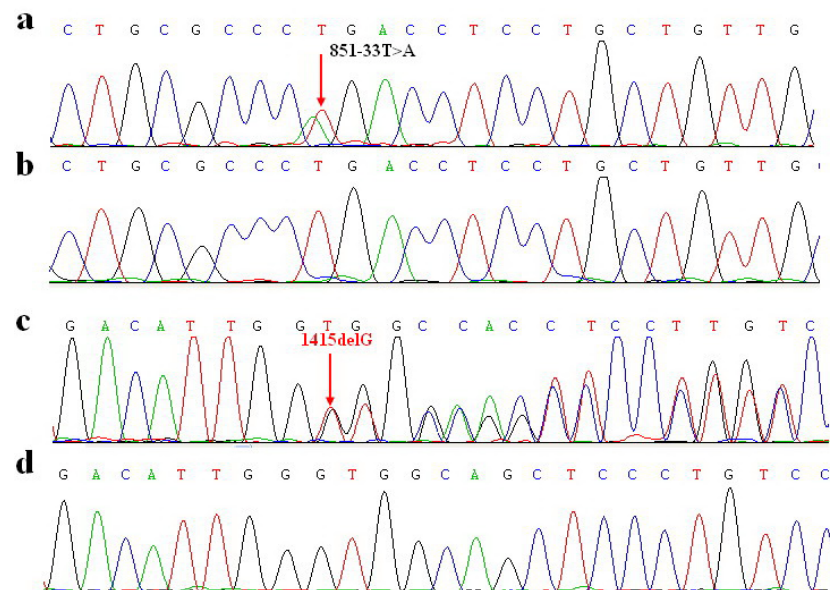 a
C T G C G C C C T G A C C T C C T G C T G T T G
851-33T>A
b
C T G C G C C C T G A C C T C C T G C T G T T G
c
G A C A T T G G T G G C C A C C T C C T T G T C
1415delG
d
G A C A T T G G G T G G C A G C T C C C T G T C C